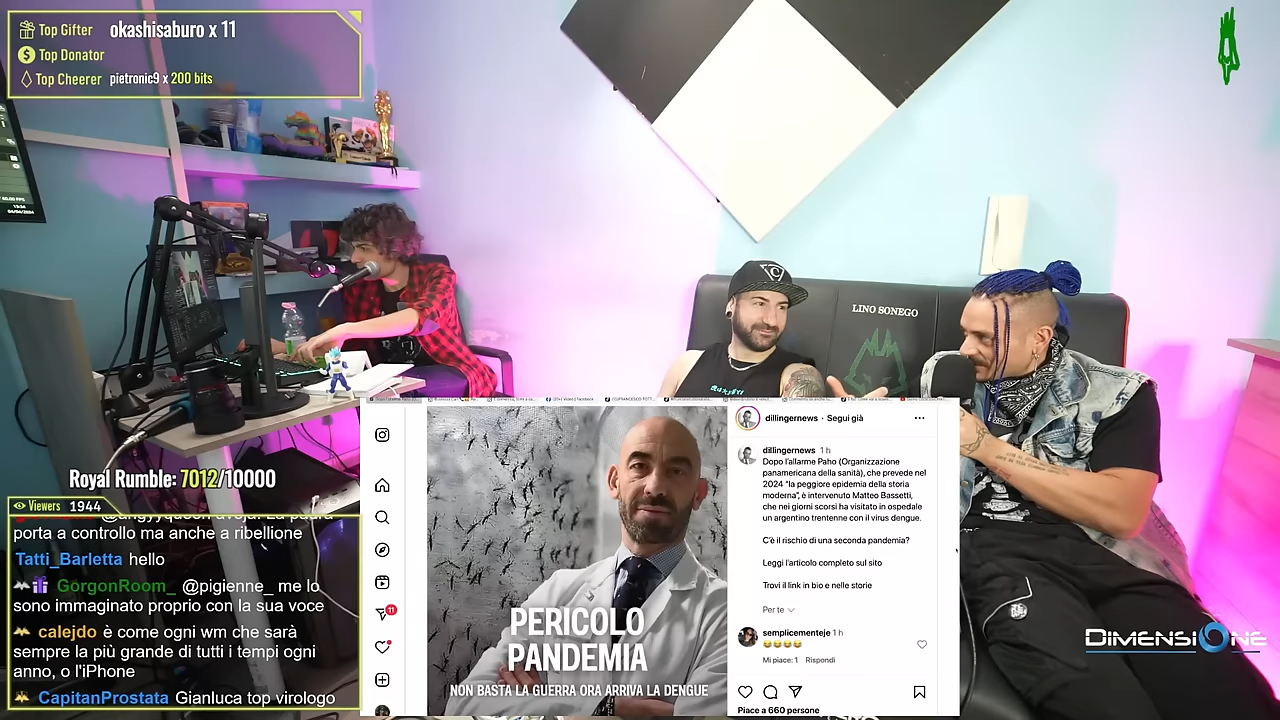 Top Gifter okashisaburo x 11
Top Donator
Top Cheerer pietronic9 x 200 bits
04/04/2024
LINO SONEGO
Royal Rumble: 7012/10000
Viewers 1944
porta a controllo ma anche a ribellione
Tatti_Barletta hello
GorgonRoom_ @pigienne_ me lo
sono immaginato proprio con la sua voce
calejdo è come ogni wm che sarà
sempre la più grande di tutti i tempi ogni
anno, o l'iPhone
CapitanProstata Gianluca top virologo
11
PERICOLO
PANDEMIA
NON BASTA LA GUERRA ORA ARRIVA LA DENGUE
dillingernews · Segui già
dillingernews 1 h
Dopo l'allarme Paho (Organizzazione
panamericana della sanità), che prevede nel
2024 "la peggiore epidemia della storia
moderna", è intervenuto Matteo Bassetti,
che nei giorni scorsi ha visitato in ospedale
un argentino trentenne con il virus dengue.
C'è il rischio di una seconda pandemia?
Leggi l'articolo completo sul sito
Trovi il link in bio e nelle storie
Per te
semplicementeje 1 h
Mi piace: 1 Rispondi
Piace a 660 persone
DIMENSIONE